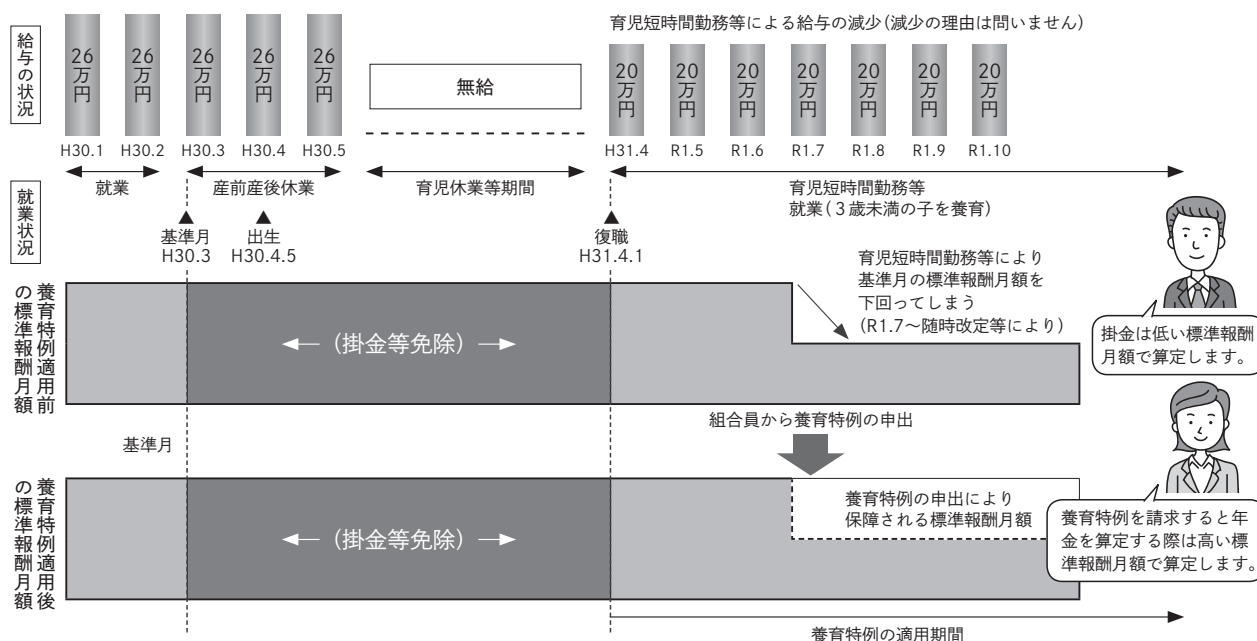 給与の状況
26万円
26万円
26万円
26万円
26万円
無給
育児短時間勤務等による給与の減少(減少の理由は問いません)
20万円
20万円
20万円
20万円
20万円
20万円
20万円
H30.1
H30.2
H30.3
H30.4
H30.5
H31.4
R1.5
R1.6
R1.7
R1.8
R1.9
R1.10
就業状況
就業
産前産後休業
育児休業等期間
育児短時間勤務等
就業(3歳未満の子を養育)
▲
基準月
H30.3
▲
出生
H30.4.5
▲
復職
H31.4.1
育児短時間勤務等により
基準月の標準報酬月額を
下回ってしまう
(R1.7〜随時改定等により)
養育特例適用前
の標準報酬月額
(掛金等免除)
掛金は低い標準報酬
月額で算定します。
基準月
組合員から養育特例の申出
養育特例適用後
の標準報酬月額
(掛金等免除)
養育特例の申出により
保障される標準報酬月額
養育特例を請求すると年
金を算定する際は高い標
準報酬月額で算定します。
養育特例の適用期間